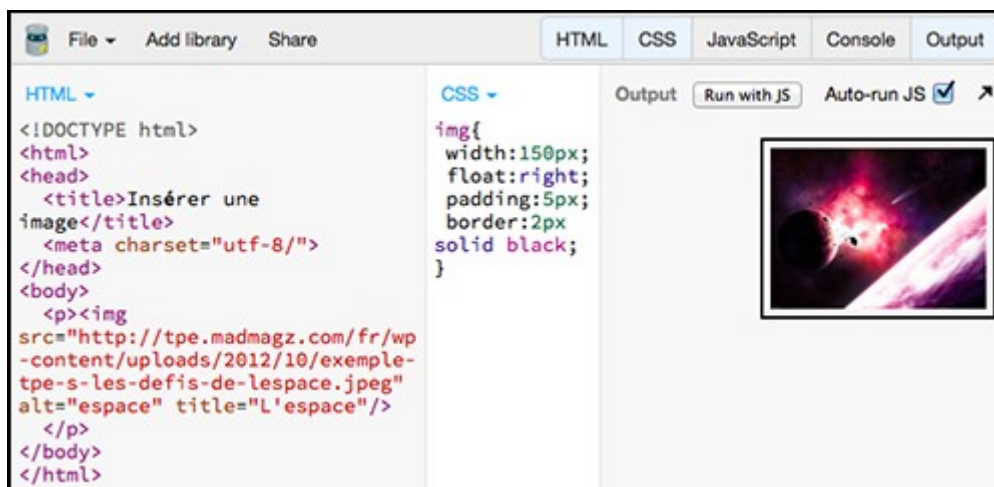 File Add library Share HTML CSS JavaScript Console Output
HTML
<!DOCTYPE html>
<html>
<head>
<title>Insérer une
image</title>
<meta charset="utf-8/">
</head>
<body>
<p><img
src="http://tpe.madmagz.com/fr/wp
-content/uploads/2012/10/exemple-
tpe-s-les-defis-de-lespace.jpeg"
alt="espace" title="L'espace"/>
</p>
</body>
</html>
CSS
img{
width:150px;
float:right;
padding:5px;
border:2px
solid black;
}
Output Run with JS Auto-run JS